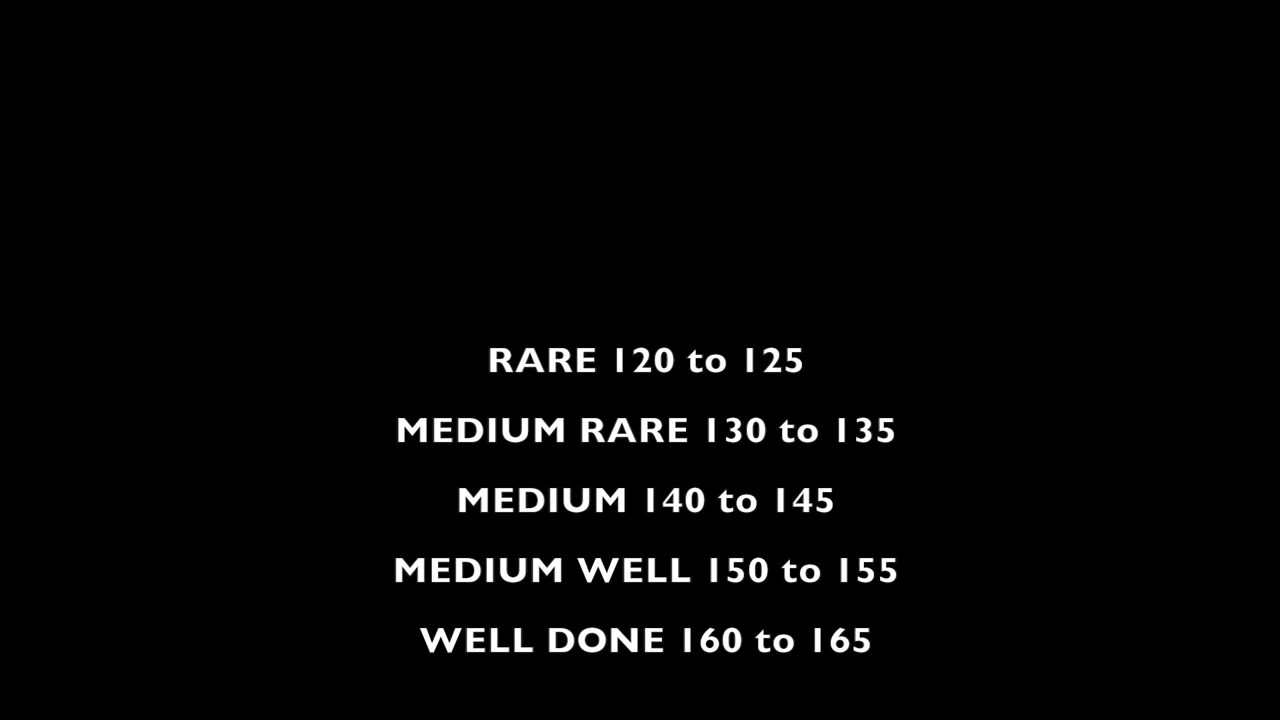 RARE 120 to 125
MEDIUM RARE 130 to 135
MEDIUM 140 to 145
MEDIUM WELL 150 to 155
WELL DONE 160 to 165